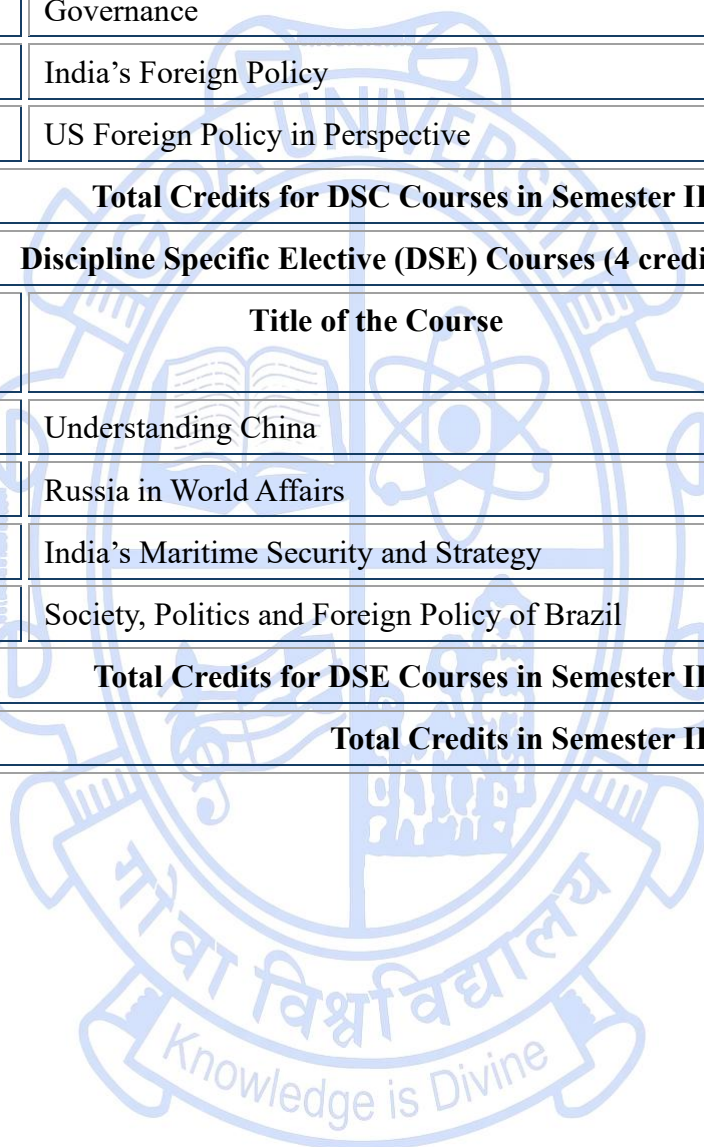 Governance
India’s Foreign Policy
US Foreign Policy in Perspective
Total Credits for DSC Courses in Semester II
Discipline Specific Elective (DSE) Courses (4 credi
Title of the Course
Understanding China
Russia in World Affairs
India’s Maritime Security and Strategy
Society, Politics and Foreign Policy of Brazil
Total Credits for DSE Courses in Semester II
Total Credits in Semester II
GOA UNIVERSITY
गोंवा विश्वविद्यालय
Knowledge is Divine